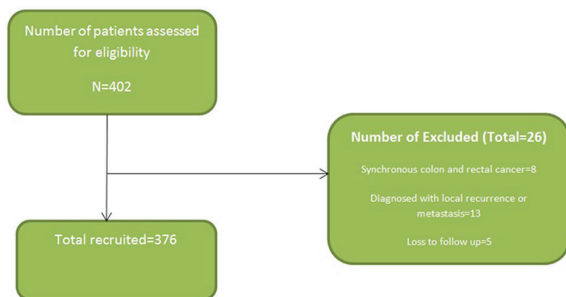 Number of patients assessed
for eligibility
N=402
Number of Excluded (Total=26)
Synchronous colon and rectal cancer=8
Diagnosed with local recurrence or
metastasis=13
Loss to follow up=5
Total recruited=376